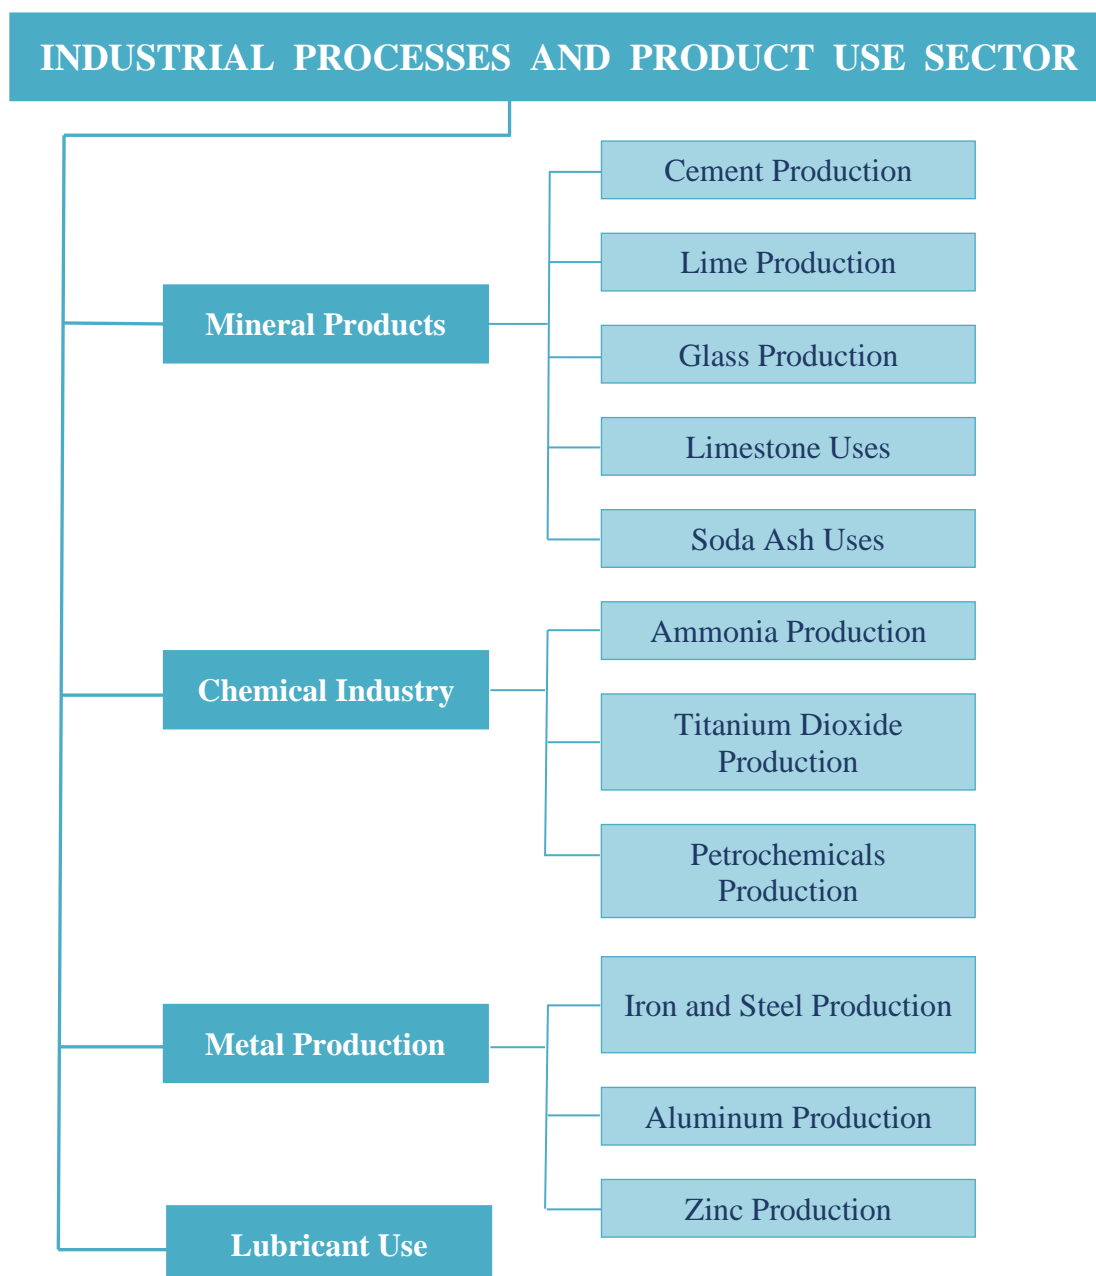 INDUSTRIAL PROCESSES AND PRODUCT USE SECTOR
Mineral Products
Cement Production
Lime Production
Glass Production
Limestone Uses
Soda Ash Uses
Chemical Industry
Ammonia Production
Titanium Dioxide
Production
Petrochemicals
Production
Metal Production
Iron and Steel Production
Aluminum Production
Zinc Production
Lubricant Use